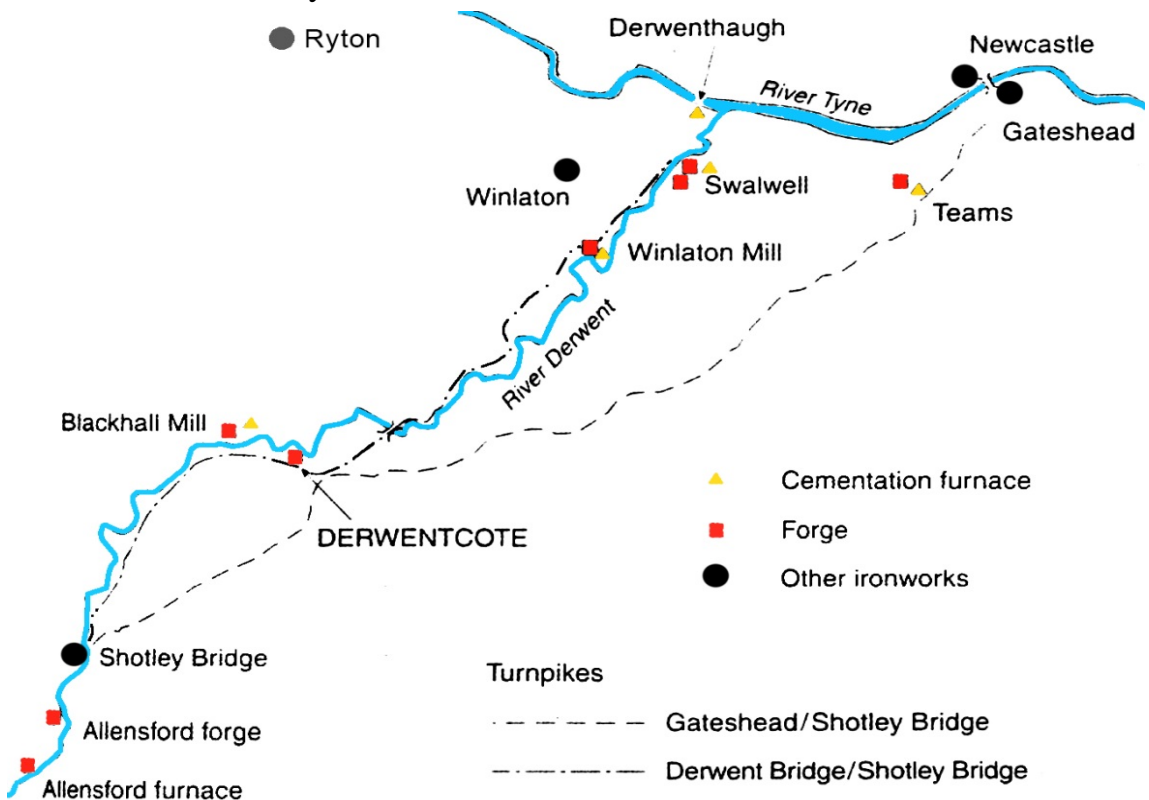 Ryton
Derwenthaugh
Newcastle
River Tyne
Gateshead
Winlaton
Swalwell
Teams
Winlaton Mill
River Derwent
Blackhall Mill
DERWENTCOTE
Cementation furnace
Forge
Other ironworks
Shotley Bridge
Allensford forge
Allensford furnace
Turnpikes
Gateshead/Shotley Bridge
Derwent Bridge/Shotley Bridge